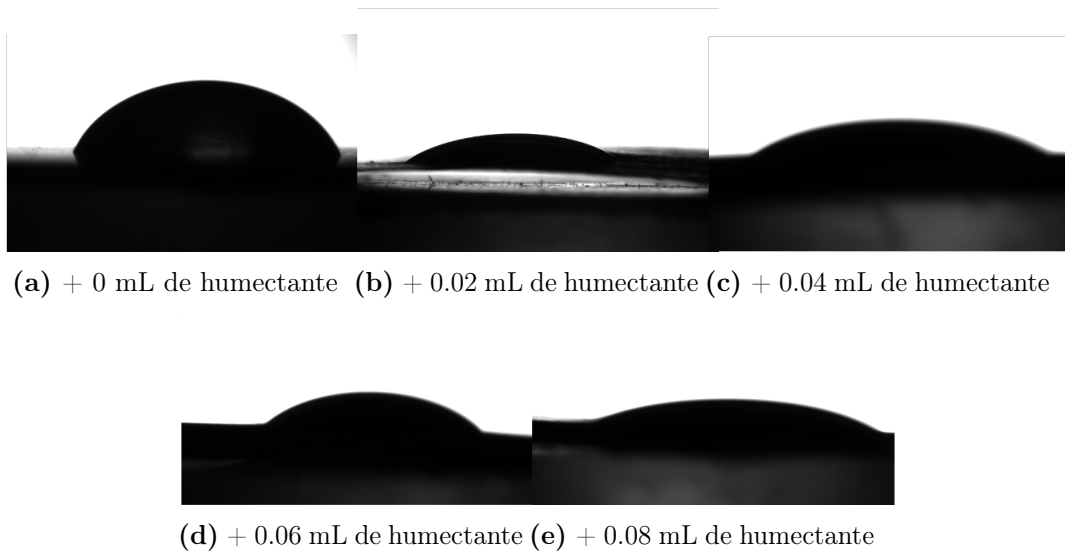 (a) + 0 mL de humectante (b) + 0.02 mL de humectante (c) + 0.04 mL de humectante
(d) + 0.06 mL de humectante (e) + 0.08 mL de humectante